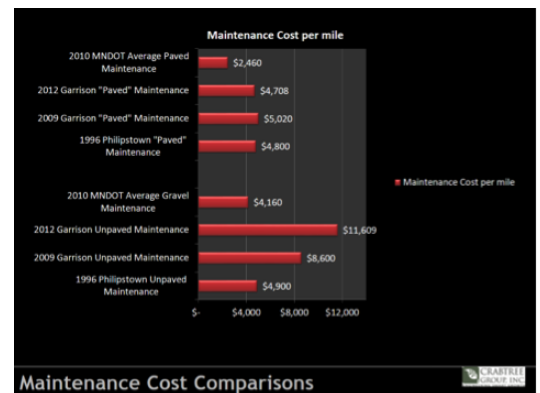 Maintenance Cost per mile
2010 MNDOT Average Paved
Maintenance
$2,460
2012 Garrison "Paved" Maintenance
$4,708
2009 Garrison "Paved" Maintenance
$5,020
1996 Philipstown "Paved"
Maintenance
$4,800
2010 MNDOT Average Gravel
Maintenance
$4,160
2012 Garrison Unpaved Maintenance
$11,609
2009 Garrison Unpaved Maintenance
$8,600
1996 Philipstown Unpaved
Maintenance
$4,900
Maintenance Cost per mile
$- $4,000 $8,000 $12,000
Maintenance Cost Comparisons
CRABTREE
GROUP INC